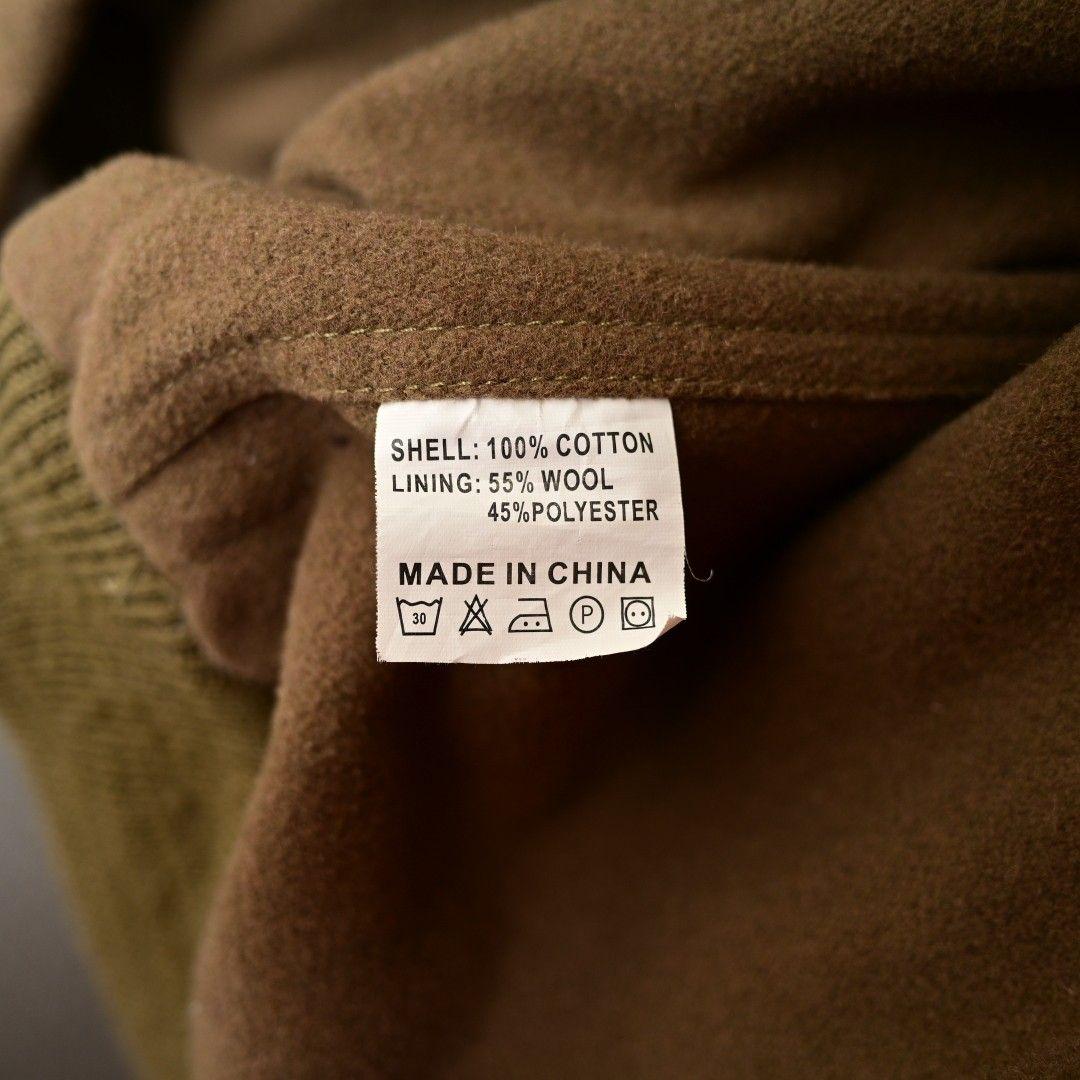 SHELL: 100% COTTON
LINING: 55% WOOL
45%POLYESTER
MADE IN CHINA
30 P